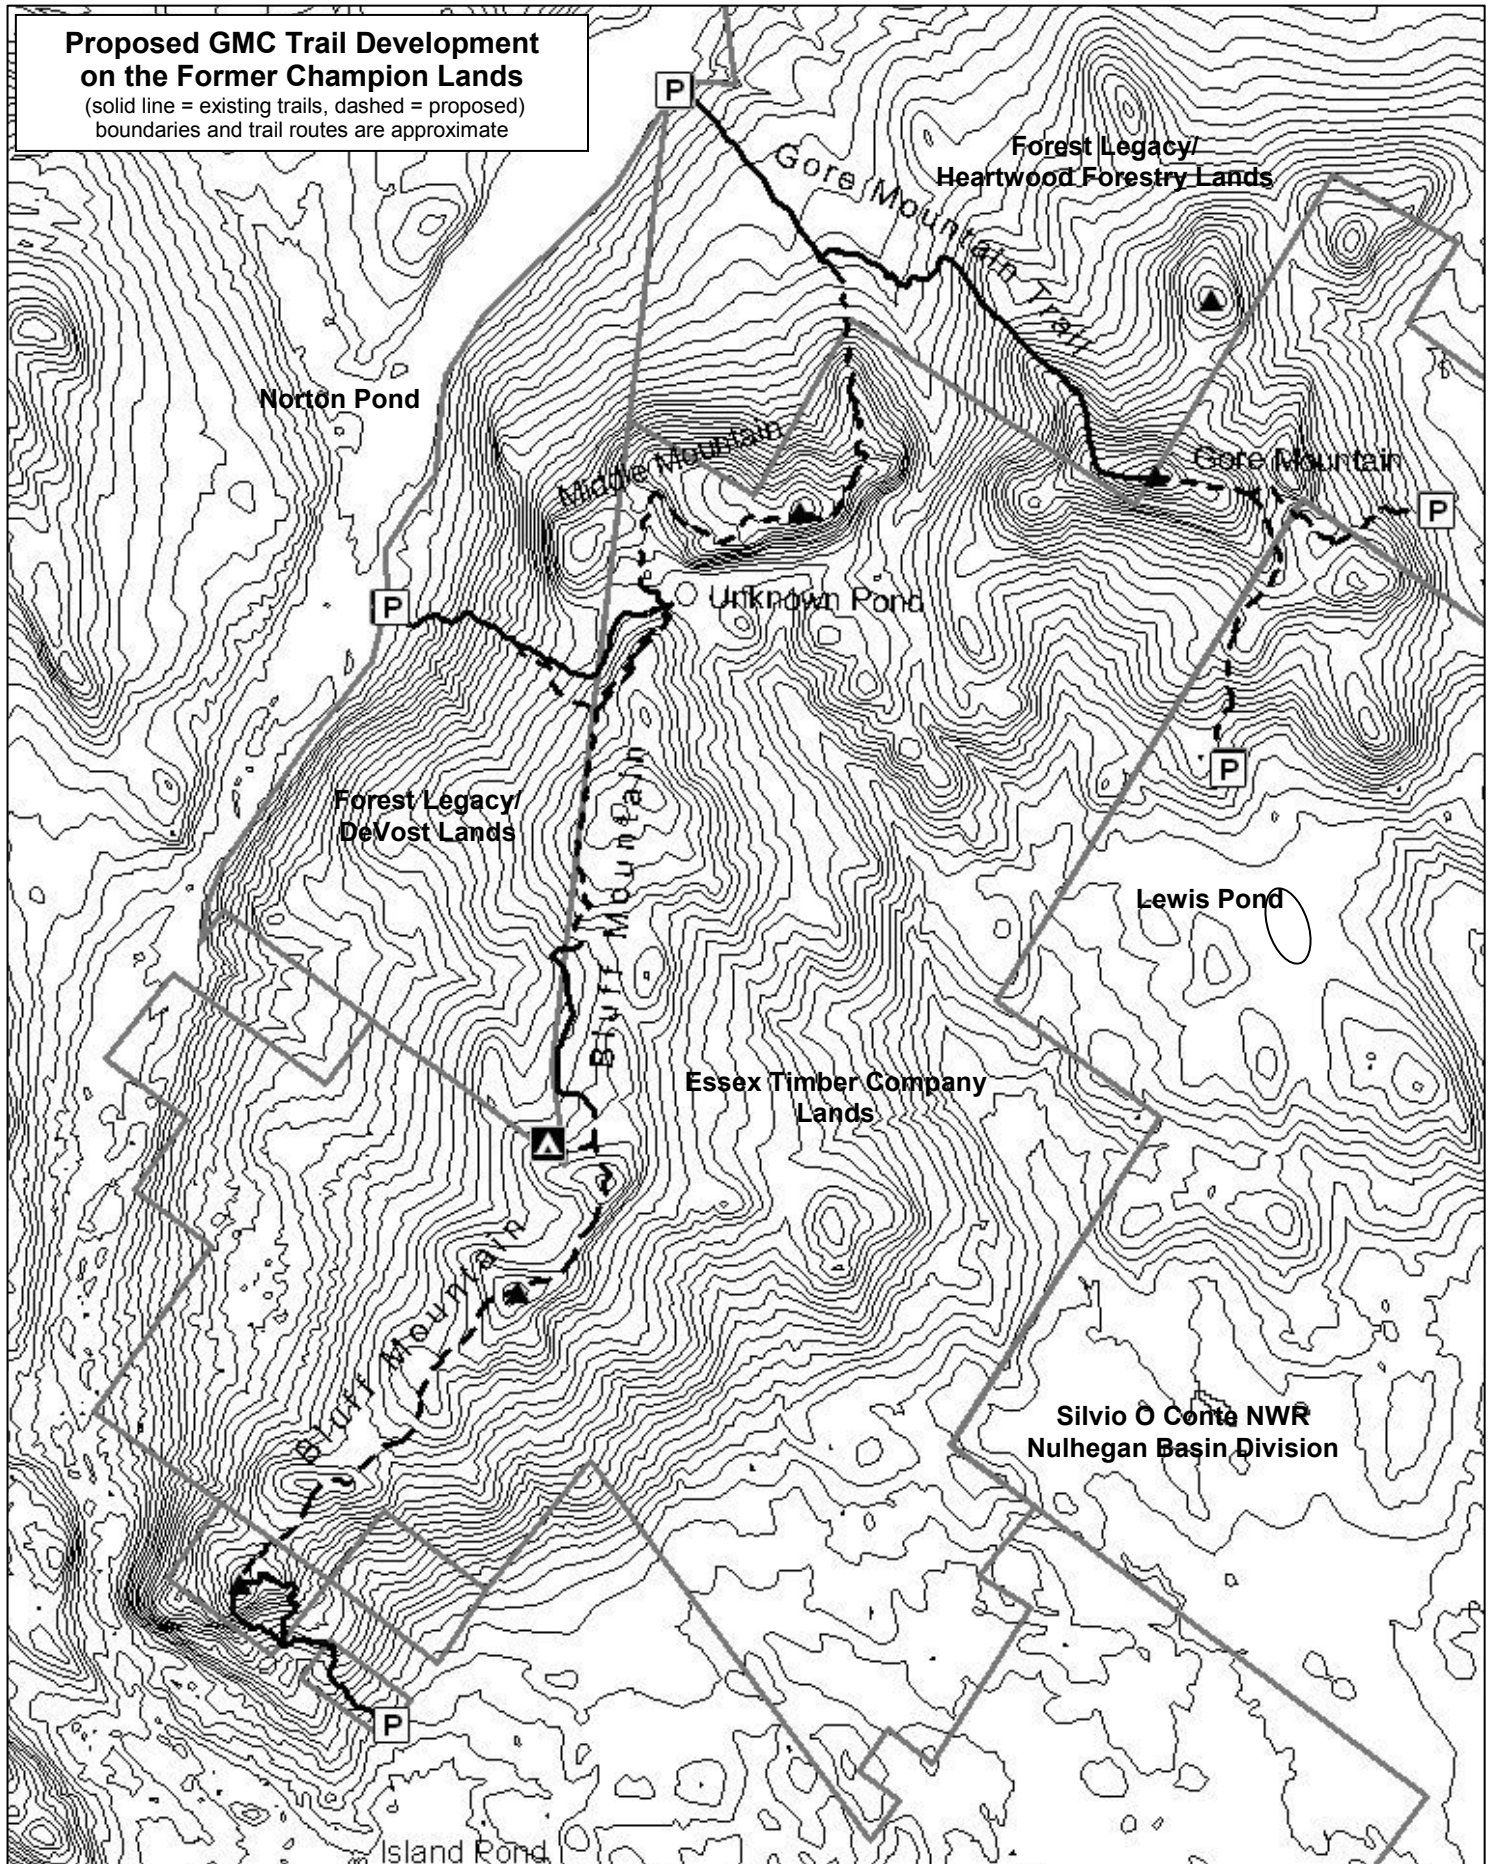 Proposed GMC Trail Development
on the Former Champion Lands
(solid line = existing trails, dashed = proposed)
boundaries and trail routes are approximate
P
Gore Mountain Trail
Forest Legacy/
Heartwood Forestry Lands
Norton Pond
Middle Mountain
Gore Mountain
P
P
Unknown Pond
P
Forest Legacy/
DeVost Lands
Bluff Mountain
Lewis Pond
Essex Timber Company
Lands
Bluff Mountain
Silvio O Conte NWR
Nulhegan Basin Division
P
Island Pond